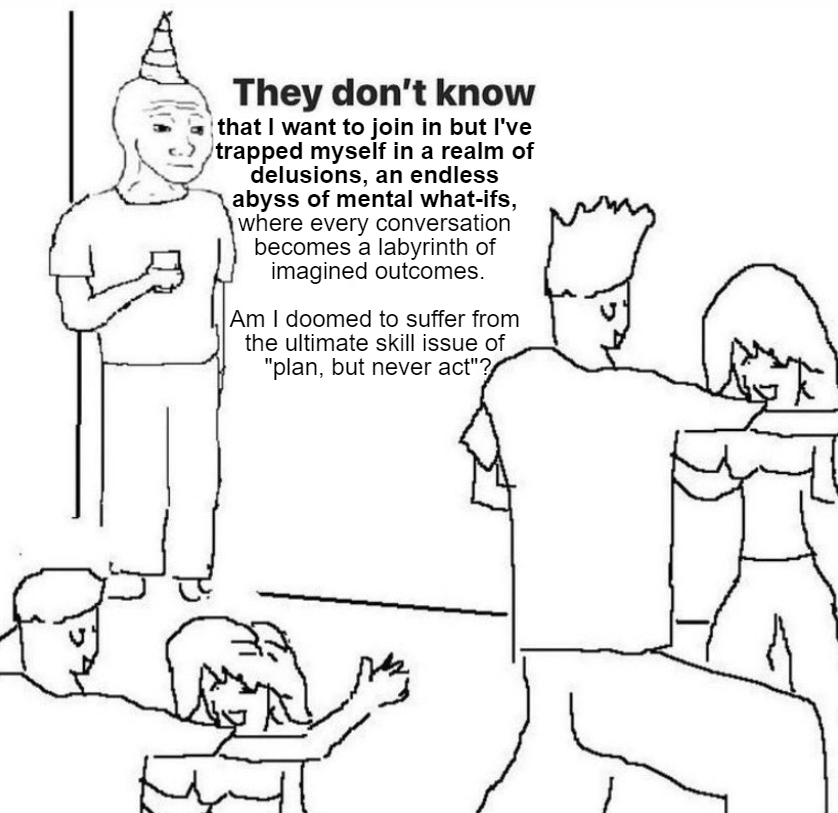 They don't know
that I want to join in but I've
trapped myself in a realm of
delusions, an endless
abyss of mental what-ifs,
where every conversation
becomes a labyrinth of
imagined outcomes.
Am I doomed to suffer from
the ultimate skill issue of
"plan, but never act"?